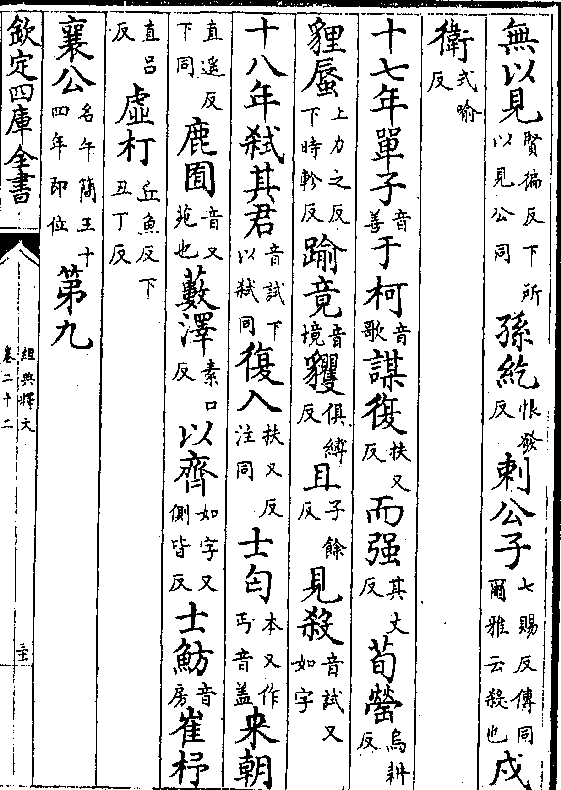 無以見賢徧反下所以見公同孫紇恨發反刺公子七賜反傳同爾雅云殺也戍
衛式喻反
十七年單子音善于柯音歌謀復扶又反而强其丈反荀罃烏耕反
貍蜃上力之反下時軫反踰竟音境貜俱縛反且子餘反見殺音試又如字
十八年弑其君音試下以弑同復入扶又反注同士匄本又作丐音蓋来朝
直遥反下同鹿囿音又苑也藪澤素口反以齊如字又側皆反士魴音房崔杼
直吕反虚朾丘魚反下丑丁反
襄公名午簡王十四年即位第九
欽定四庫全書
經典釋文
卷二十二